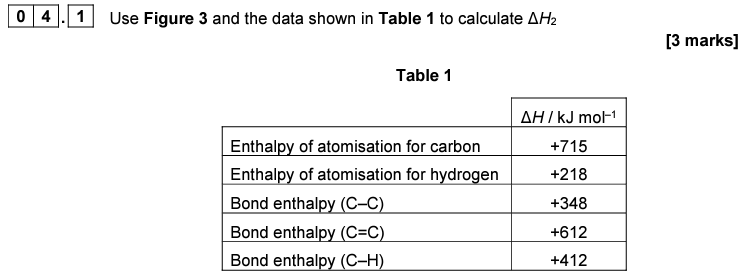 0 4 . 1 Use Figure 3 and the data shown in Table 1 to calculate ΔH₂
[3 marks]
Table 1
ΔH / kJ mol⁻¹
Enthalpy of atomisation for carbon +715
Enthalpy of atomisation for hydrogen +218
Bond enthalpy (C–C) +348
Bond enthalpy (C=C) +612
Bond enthalpy (C–H) +412